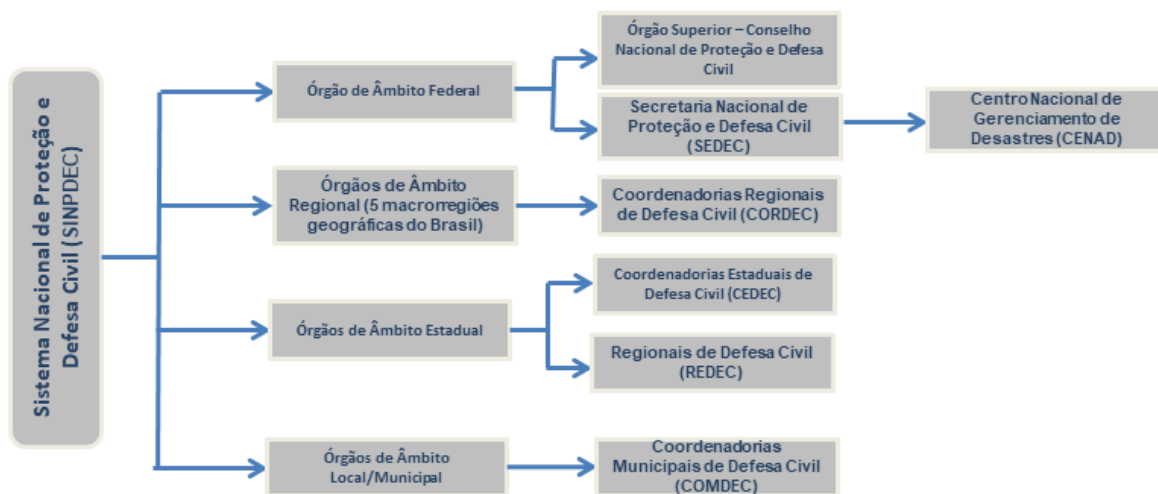 Sistema Nacional de Proteção e
Defesa Civil (SINPDEC)
Órgão de Âmbito Federal
Órgão Superior – Conselho
Nacional de Proteção e Defesa
Civil
Secretaria Nacional de
Proteção e Defesa Civil
(SEDEC)
Centro Nacional de
Gerenciamento de
Desastres (CENAD)
Órgãos de Âmbito
Regional (5 macrorregiões
geográficas do Brasil)
Coordenadorias Regionais
de Defesa Civil (CORDEC)
Órgãos de Âmbito Estadual
Coordenadorias Estaduais de
Defesa Civil (CEDEC)
Regionais de Defesa Civil
(REDEC)
Órgãos de Âmbito
Local/Municipal
Coordenadorias
Municipais de Defesa Civil
(COMDEC)